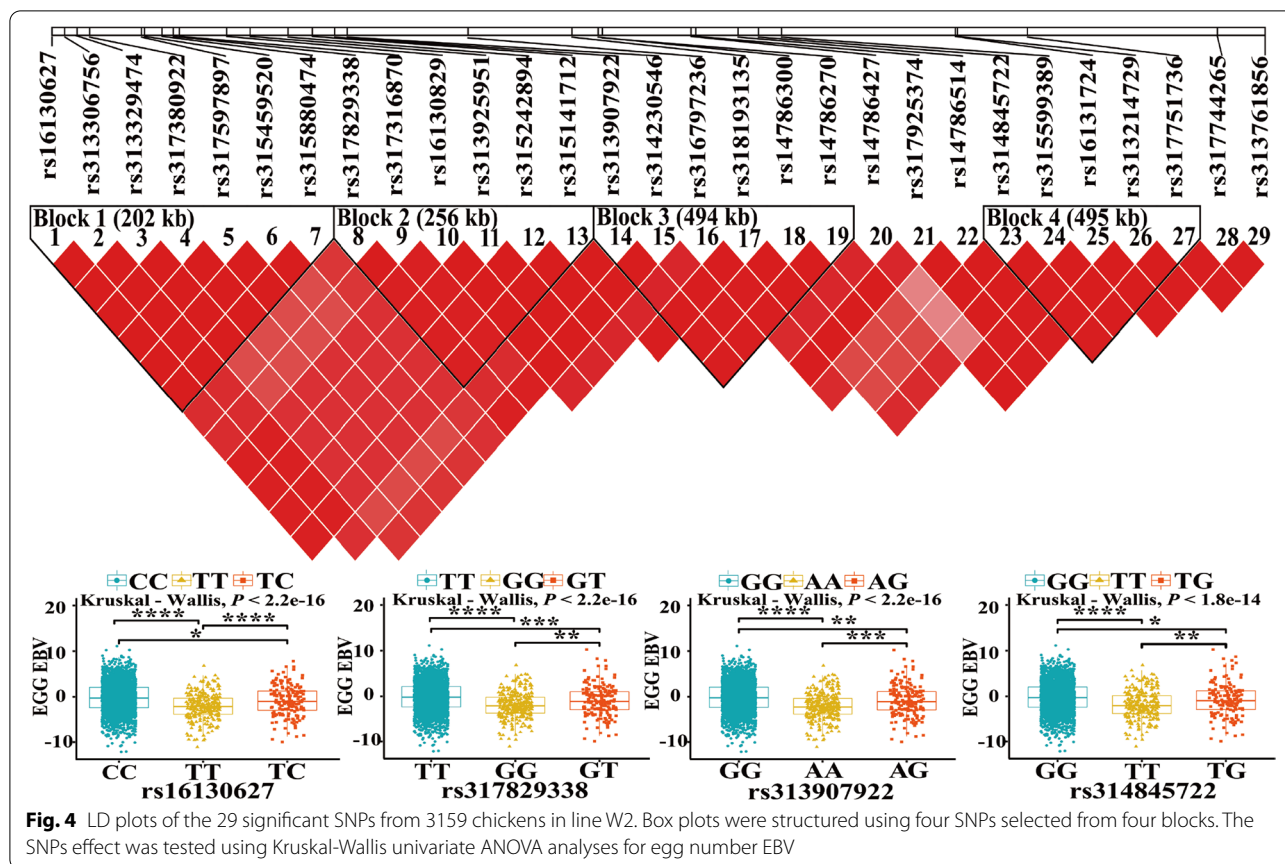 rs16130627
rs313306756
rs313329474
rs317380922
rs317597897
rs315459520
rs315880474
rs317829338
rs317316870
rs16130829
rs313925951
rs315242894
rs315141712
rs313907922
rs314230546
rs16797236
rs318193135
rs14786300
rs14786270
rs14786427
rs317925374
rs14786514
rs314845722
rs315599389
rs16131724
rs313214729
rs317751736
rs317744265
rs313761856
Block 1 (202 kb) Block 2 (256 kb) Block 3 (494 kb) Block 4 (495 kb)
1 2 3 4 5 6 7 8 9 10 11 12 13 14 15 16 17 18 19 20 21 22 23 24 25 26 27 28 29
CC TT TC
Kruskal - Wallis, P < 2.2e-16
**** ****
*
EGG EBV
20
10
0
-10
CC TT TC
rs16130627
TT GG GT
Kruskal - Wallis, P < 2.2e-16
****
***
**
EGG EBV
20
10
0
-10
TT GG GT
rs317829338
GG AA AG
Kruskal - Wallis, P < 2.2e-16
****
**
***
EGG EBV
20
10
0
-10
GG AA AG
rs313907922
GG TT TG
Kruskal - Wallis, P < 1.8e-14
****
*
**
EGG EBV
20
10
0
-10
GG TT TG
rs314845722
Fig. 4 LD plots of the 29 significant SNPs from 3159 chickens in line W2. Box plots were structured using four SNPs selected from four blocks. The
SNPs effect was tested using Kruskal-Wallis univariate ANOVA analyses for egg number EBV